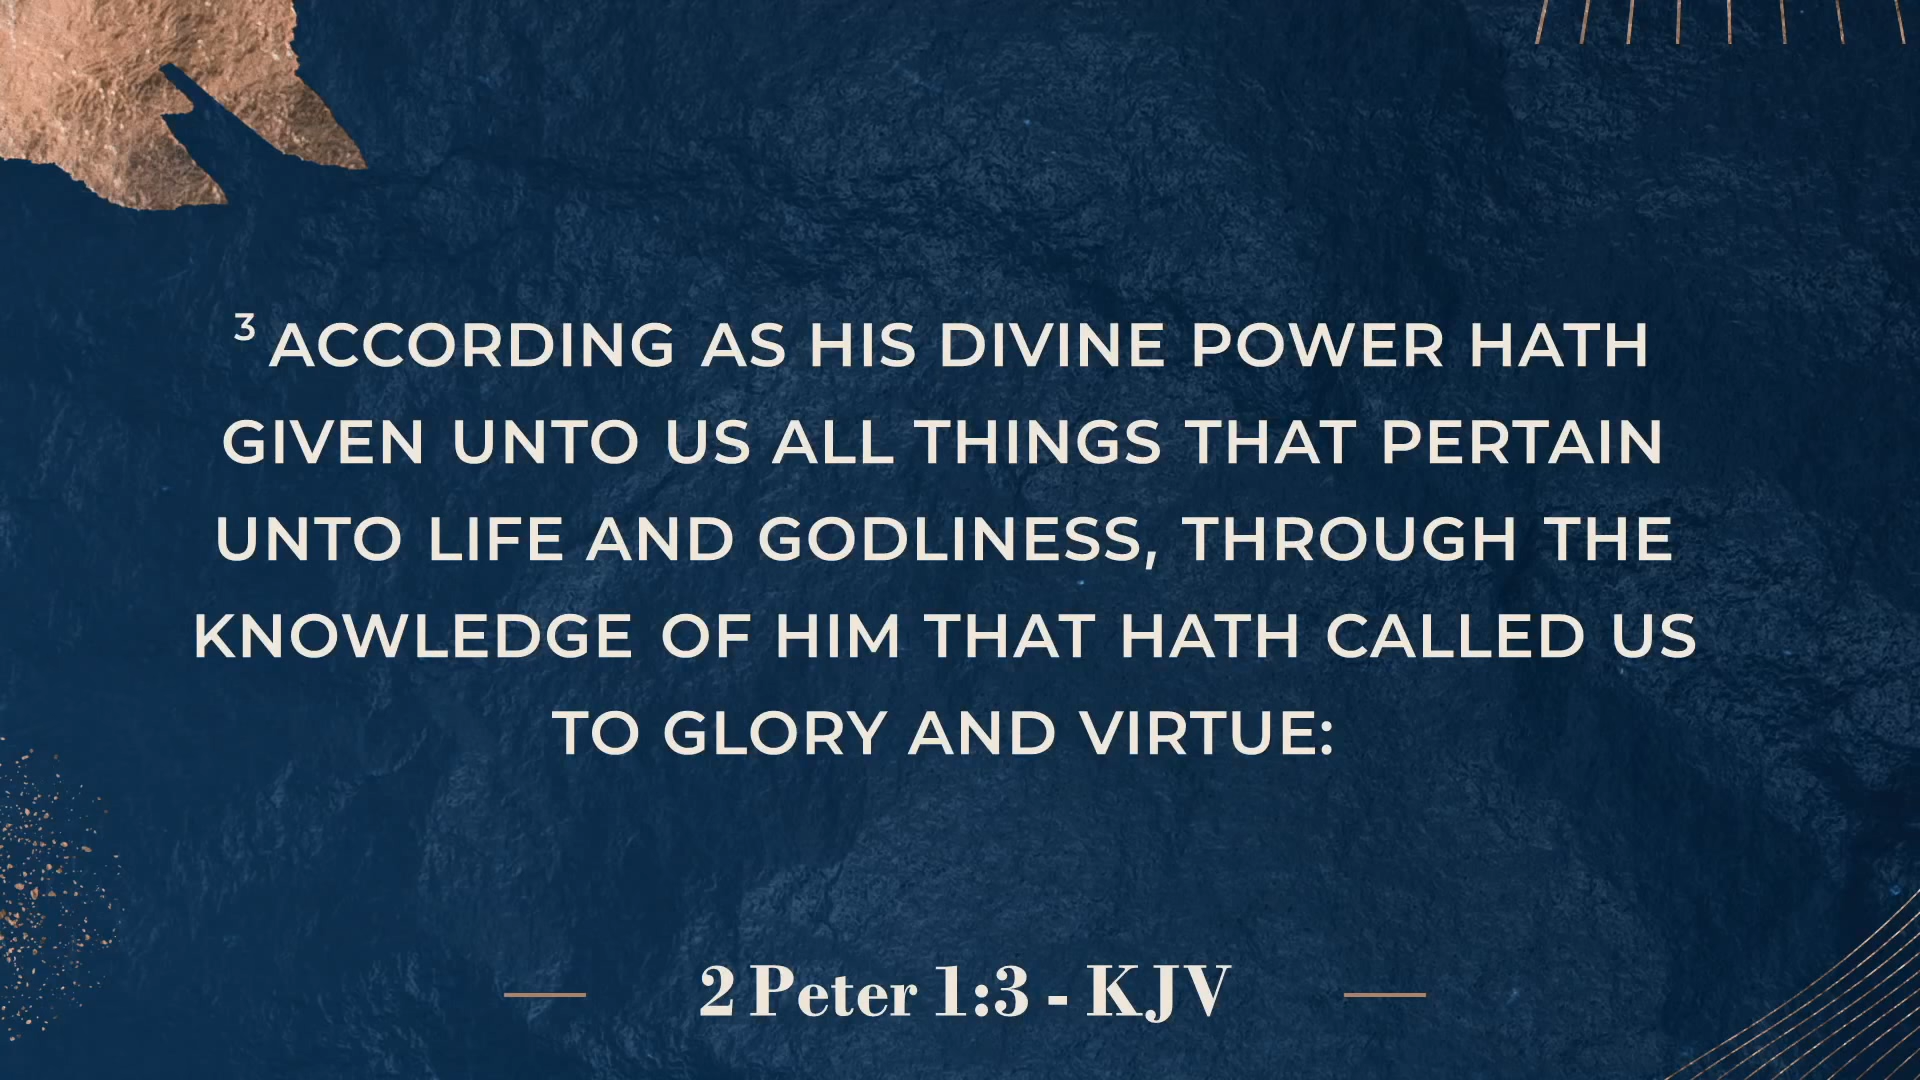 3 ACCORDING AS HIS DIVINE POWER HATH
GIVEN UNTO US ALL THINGS THAT PERTAIN
UNTO LIFE AND GODLINESS, THROUGH THE
KNOWLEDGE OF HIM THAT HATH CALLED US
TO GLORY AND VIRTUE:
2 Peter 1:3 - KJV